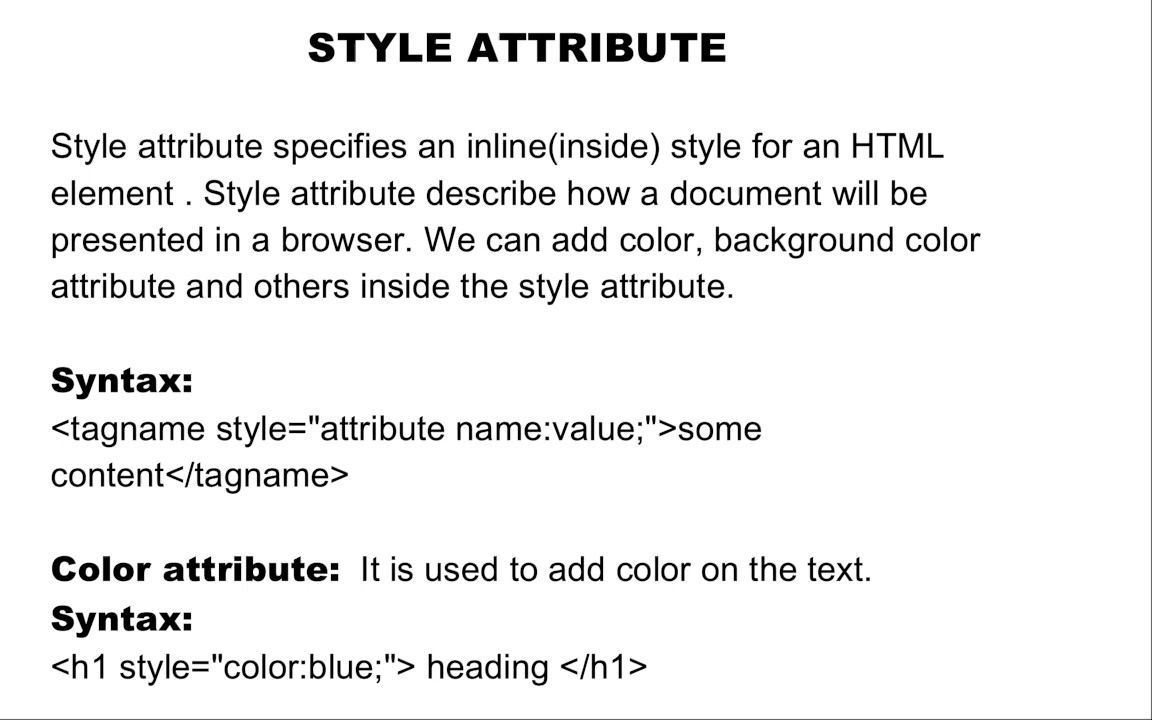 STYLE ATTRIBUTE
Style attribute specifies an inline(inside) style for an HTML
element . Style attribute describe how a document will be
presented in a browser. We can add color, background color
attribute and others inside the style attribute.
Syntax:
<tagname style="attribute name:value;">some
content</tagname>
Color attribute: It is used to add color on the text.
Syntax:
<h1 style="color:blue;"> heading </h1>